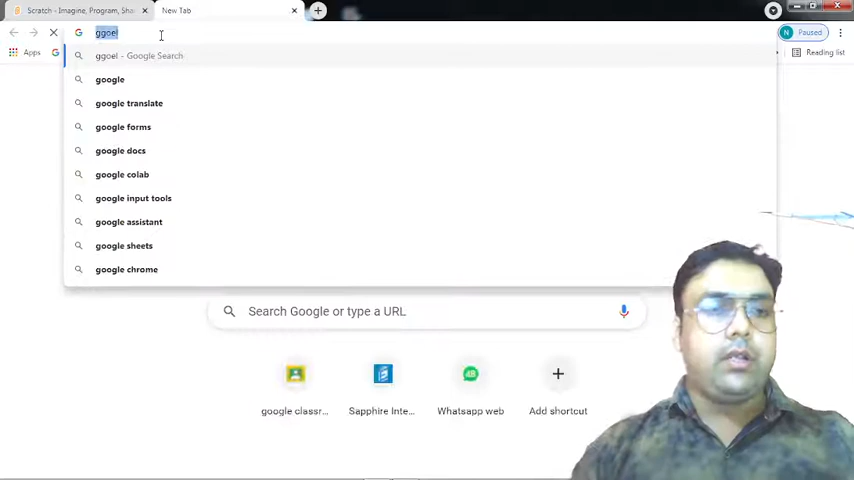 Scratch - Imagine, Program, Shar
New Tab
ggoel
N Paused
ggoel - Google Search
Apps
Reading list
google
google translate
google forms
google docs
google colab
google input tools
google assistant
google sheets
google chrome
Search Google or type a URL
google classr...
Sapphire Inte...
Whatsapp web
Add shortcut